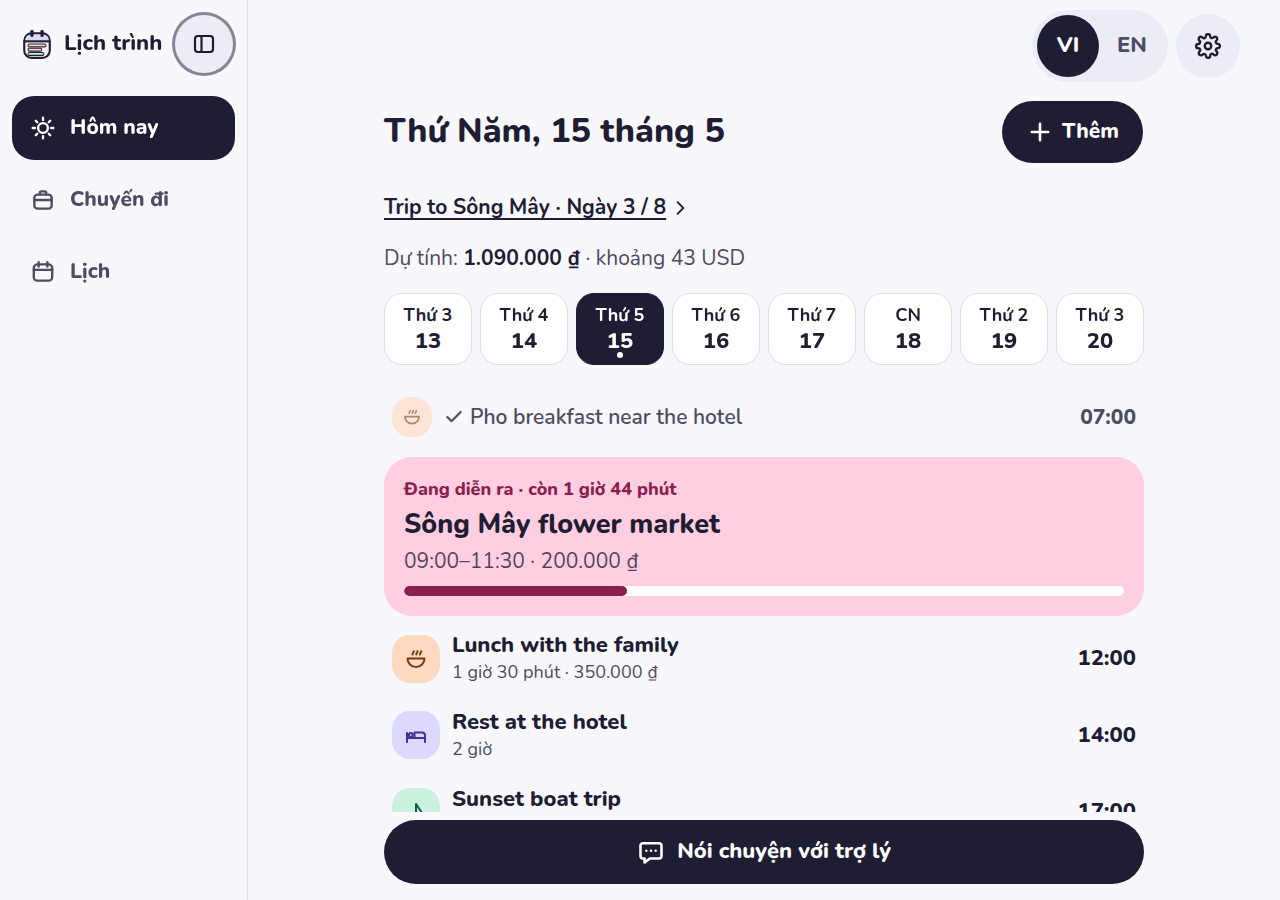 Lịch trình
VI
EN
Hôm nay
Chuyến đi
Lịch
Thứ Năm, 15 tháng 5
Thêm
Trip to Sông Mây · Ngày 3 / 8
Dự tính: 1.090.000 ₫ · khoảng 43 USD
Thứ 3
13
Thứ 4
14
Thứ 5
15
Thứ 6
16
Thứ 7
17
CN
18
Thứ 2
19
Thứ 3
20
Pho breakfast near the hotel
07:00
Đang diễn ra · còn 1 giờ 44 phút
Sông Mây flower market
09:00–11:30 · 200.000 ₫
Lunch with the family
1 giờ 30 phút · 350.000 ₫
12:00
Rest at the hotel
2 giờ
14:00
Sunset boat trip
17:00
Nói chuyện với trợ lý